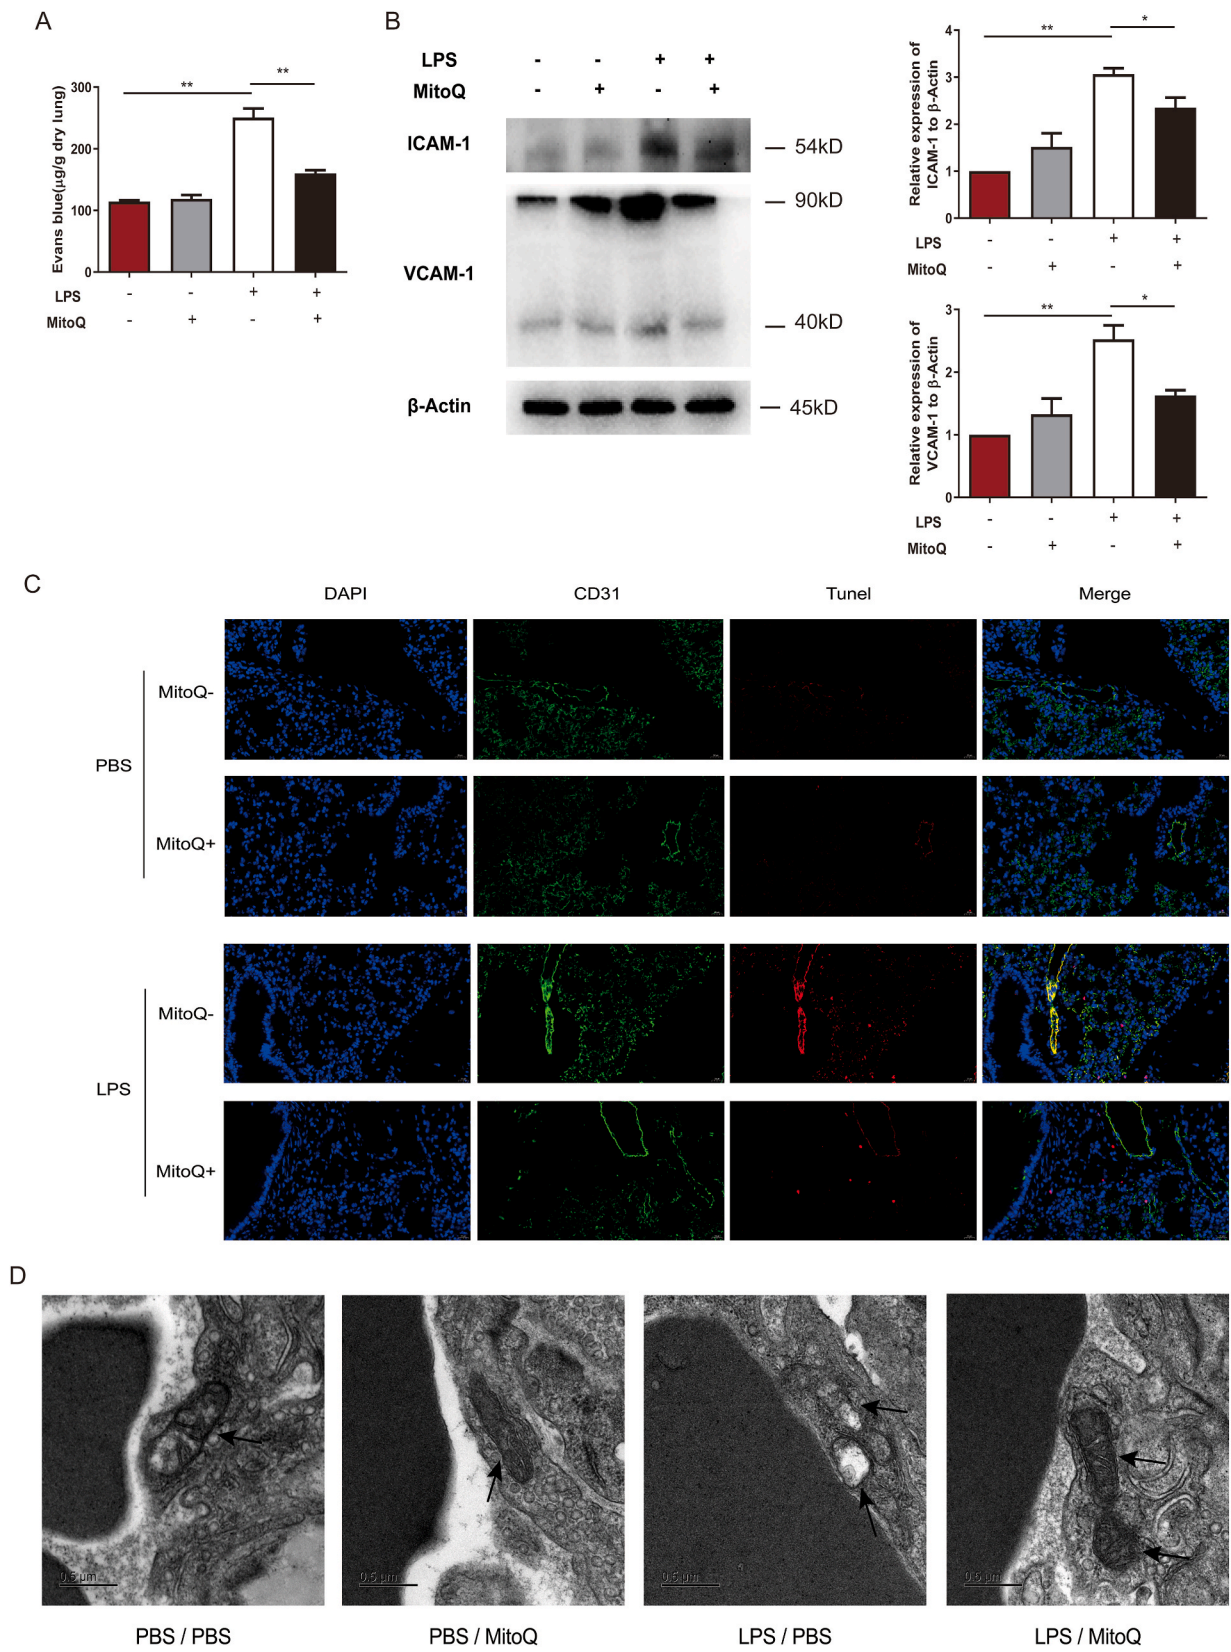 A
Evans blue(μg/g dry lung)
300
200
100
0
** **
LPS - - + +
MitoQ - + - +
B
LPS - - + +
MitoQ - + - +
ICAM-1 54kD
VCAM-1 90kD
40kD
β-Actin 45kD
Relative expression of
ICAM-1 to β-Actin
4
3
2
1
0
** *
LPS - - + +
MitoQ - + - +
Relative expression of
VCAM-1 to β-Actin
3
2
1
0
** *
LPS - - + +
MitoQ - + - +
C
DAPI CD31 Tunel Merge
PBS
MitoQ-
MitoQ+
LPS
MitoQ-
MitoQ+
D
0.5 μm 0.5 μm 0.5 μm 0.5 μm
PBS / PBS PBS / MitoQ LPS / PBS LPS / MitoQ